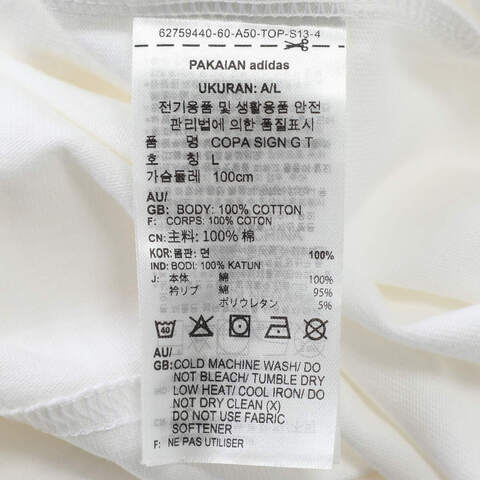 62759440-60-A50-TOP-S13-4
PAKAIAN adidas
UKURAN: A/L
전기용품 및 생활용품 안전
관리법에 의한 품질표시
품 명 COPA SIGN G T
호 칭 L
가슴둘레 100cm
AU/
GB: BODY: 100% COTTON
F: CORPS: 100% COTON
CN: 主料: 100% 棉
KOR: 몸판: 면 100%
IND: BODI: 100% KATUN
J: 本体 綿 100%
衿リブ 綿 95%
ポリウレタン 5%
40
AU/
GB: COLD MACHINE WASH/ DO
NOT BLEACH/ TUMBLE DRY
LOW HEAT/ COOL IRON/ DO
NOT DRY CLEAN (X)
DO NOT USE FABRIC
SOFTENER
F: NE PAS UTILISER